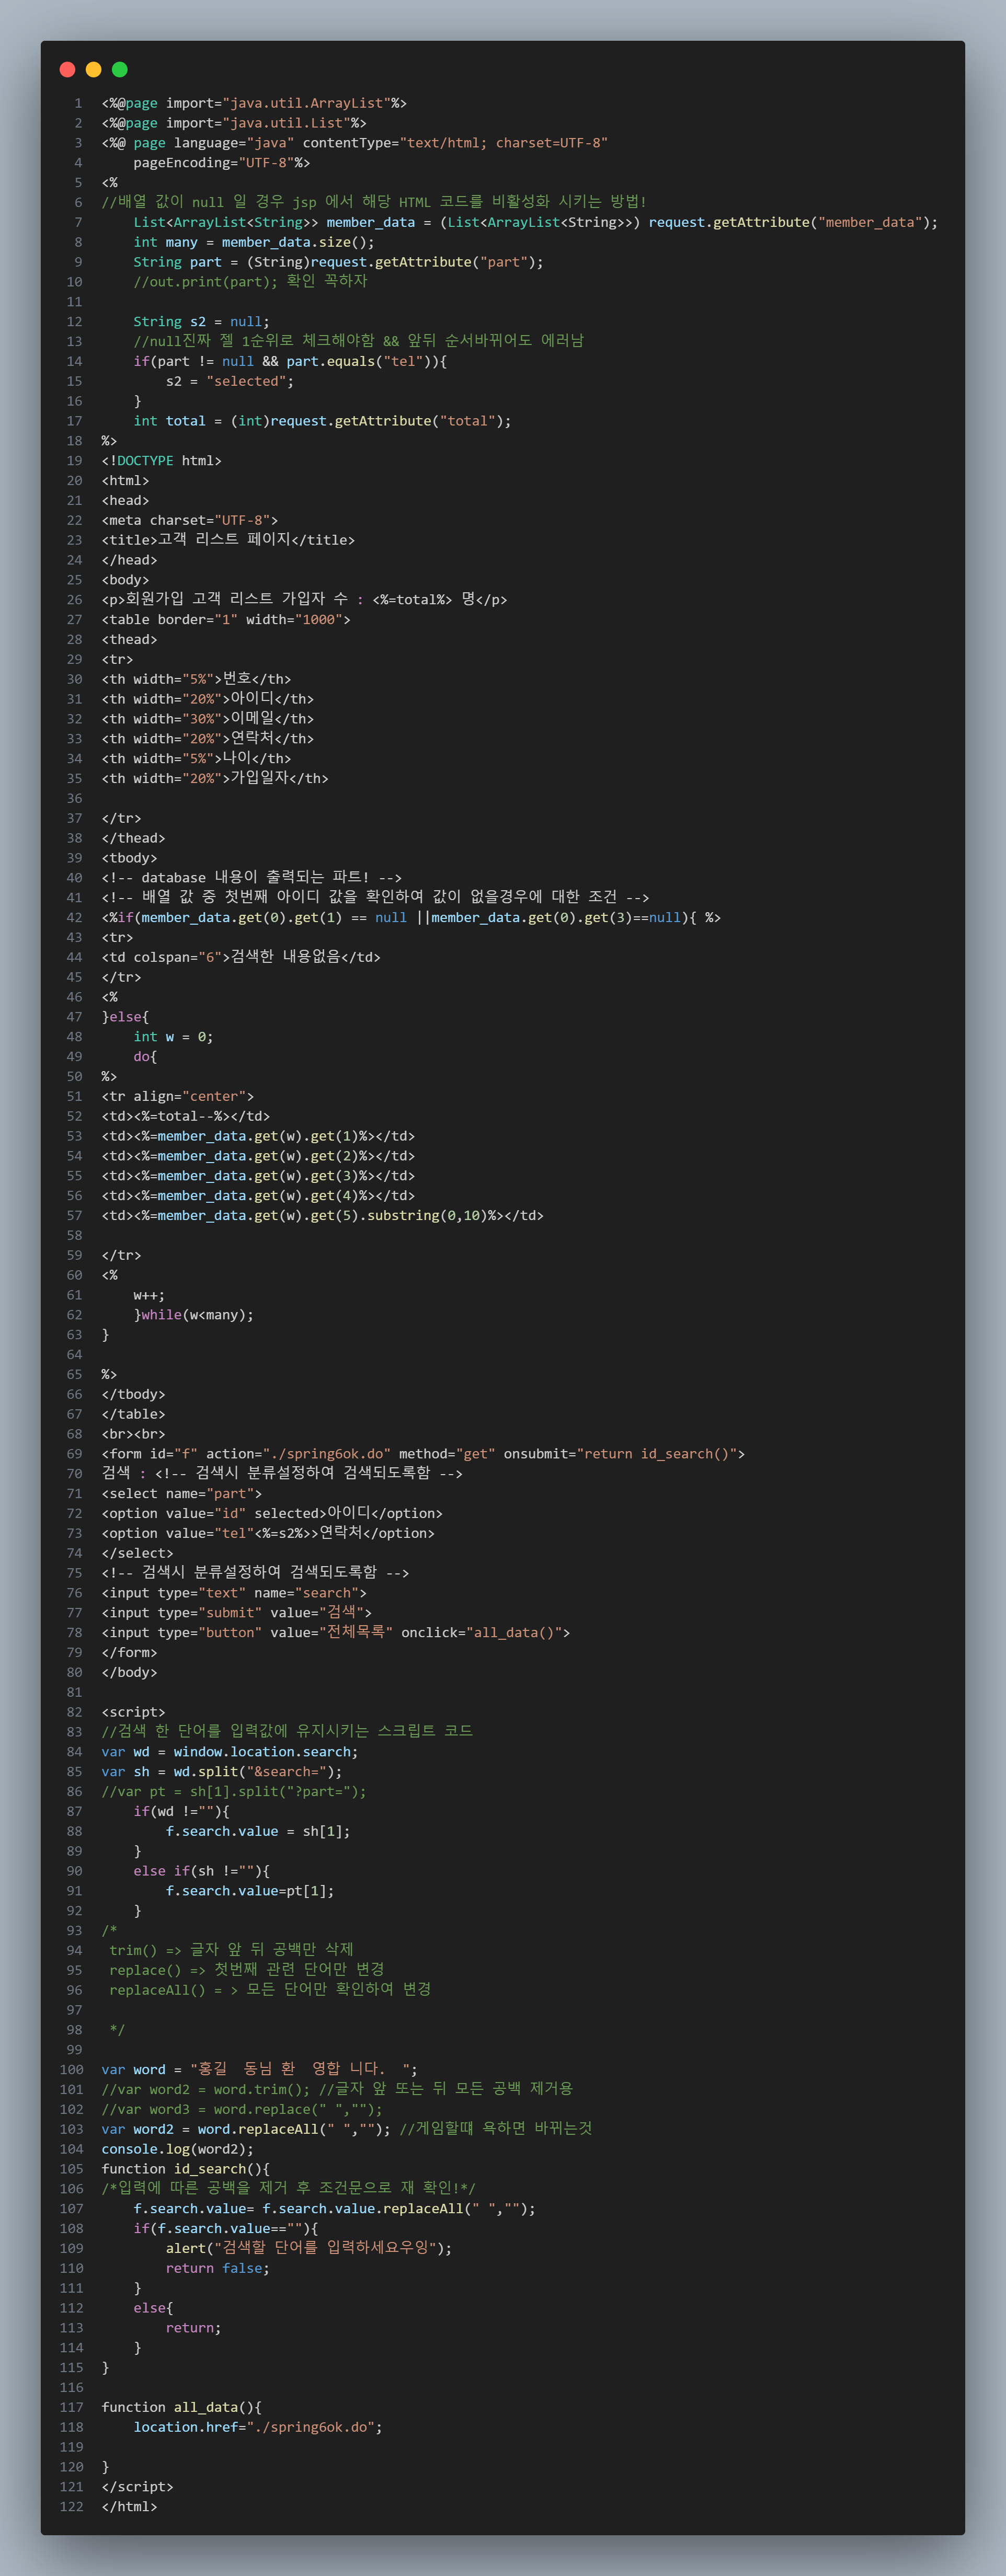 1 <%@page import="java.util.ArrayList"%>
2 <%@page import="java.util.List"%>
3 <%@ page language="java" contentType="text/html; charset=UTF-8"
4     pageEncoding="UTF-8"%>
5 <%
6 //배열 값이 null 일 경우 jsp 에서 해당 HTML 코드를 비활성화 시키는 방법!
7     List<ArrayList<String>> member_data = (List<ArrayList<String>>) request.getAttribute("member_data");
8     int many = member_data.size();
9     String part = (String)request.getAttribute("part");
10     //out.print(part); 확인 꼭하자
11
12     String s2 = null;
13     //null진짜 젤 1순위로 체크해야함 && 앞뒤 순서바뀌어도 에러남
14     if(part != null && part.equals("tel")){
15         s2 = "selected";
16     }
17     int total = (int)request.getAttribute("total");
18 %>
19 <!DOCTYPE html>
20 <html>
21 <head>
22 <meta charset="UTF-8">
23 <title>고객 리스트 페이지</title>
24 </head>
25 <body>
26 <p>회원가입 고객 리스트 가입자 수 : <%=total%> 명</p>
27 <table border="1" width="1000">
28 <thead>
29 <tr>
30 <th width="5%">번호</th>
31 <th width="20%">아이디</th>
32 <th width="30%">이메일</th>
33 <th width="20%">연락처</th>
34 <th width="5%">나이</th>
35 <th width="20%">가입일자</th>
36
37 </tr>
38 </thead>
39 <tbody>
40 <!-- database 내용이 출력되는 파트! -->
41 <!-- 배열 값 중 첫번째 아이디 값을 확인하여 값이 없을경우에 대한 조건 -->
42 <%if(member_data.get(0).get(1) == null ||member_data.get(0).get(3)==null){ %>
43 <tr>
44 <td colspan="6">검색한 내용없음</td>
45 </tr>
46 <%
47 }else{
48     int w = 0;
49     do{
50 %>
51 <tr align="center">
52 <td><%=total--%></td>
53 <td><%=member_data.get(w).get(1)%></td>
54 <td><%=member_data.get(w).get(2)%></td>
55 <td><%=member_data.get(w).get(3)%></td>
56 <td><%=member_data.get(w).get(4)%></td>
57 <td><%=member_data.get(w).get(5).substring(0,10)%></td>
58
59 </tr>
60 <%
61     w++;
62     }while(w<many);
63 }
64
65 %>
66 </tbody>
67 </table>
68 <br><br>
69 <form id="f" action="./spring6ok.do" method="get" onsubmit="return id_search()">
70 검색 : <!-- 검색시 분류설정하여 검색되도록함 -->
71 <select name="part">
72 <option value="id" selected>아이디</option>
73 <option value="tel"<%=s2%>>연락처</option>
74 </select>
75 <!-- 검색시 분류설정하여 검색되도록함 -->
76 <input type="text" name="search">
77 <input type="submit" value="검색">
78 <input type="button" value="전체목록" onclick="all_data()">
79 </form>
80 </body>
81
82 <script>
83 //검색 한 단어를 입력값에 유지시키는 스크립트 코드
84 var wd = window.location.search;
85 var sh = wd.split("&search=");
86 //var pt = sh[1].split("?part=");
87     if(wd !=""){
88         f.search.value = sh[1];
89     }
90     else if(sh !=""){
91         f.search.value=pt[1];
92     }
93 /*
94  trim() => 글자 앞 뒤 공백만 삭제
95  replace() => 첫번째 관련 단어만 변경
96  replaceAll() = > 모든 단어만 확인하여 변경
97
98  */
99
100 var word = "홍길  동님 환  영합 니다.  ";
101 //var word2 = word.trim(); //글자 앞 또는 뒤 모든 공백 제거용
102 //var word3 = word.replace(" ","");
103 var word2 = word.replaceAll(" ",""); //게임할떄 욕하면 바뀌는것
104 console.log(word2);
105 function id_search(){
106 /*입력에 따른 공백을 제거 후 조건문으로 재 확인!*/
107     f.search.value= f.search.value.replaceAll(" ","");
108     if(f.search.value==""){
109         alert("검색할 단어를 입력하세요우잉");
110         return false;
111     }
112     else{
113         return;
114     }
115 }
116
117 function all_data(){
118     location.href="./spring6ok.do";
119
120 }
121 </script>
122 </html>